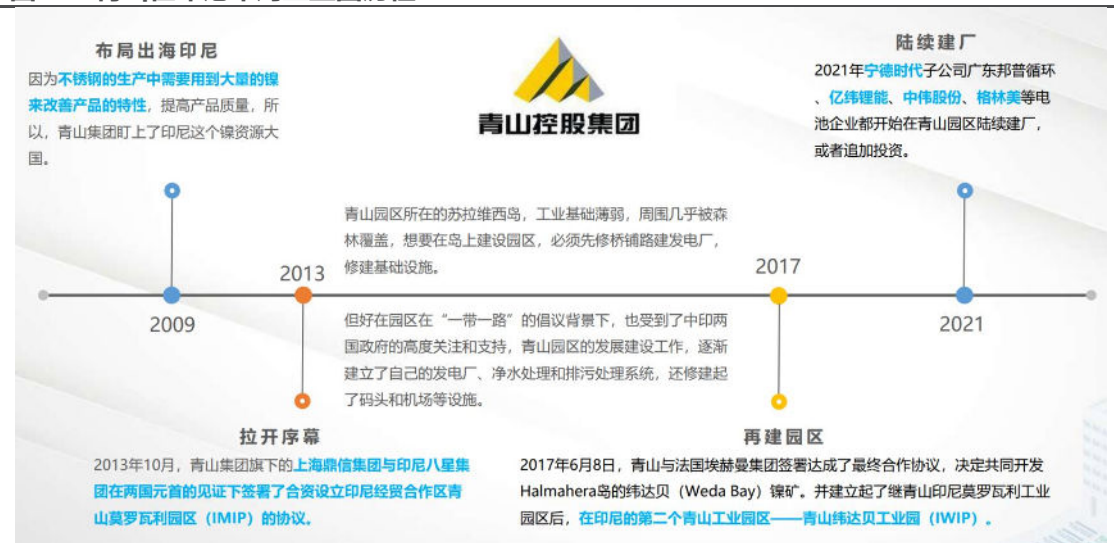 布局出海印尼
因为不锈钢的生产中需要用到大量的镍
来改善产品的特性，提高产品质量，所
以，青山集团盯上了印尼这个镍资源大
国。
青山控股集团
陆续建厂
2021年宁德时代子公司广东邦普循环
、亿纬锂能、中伟股份、格林美等电
池企业都开始在青山园区陆续建厂，
或者追加投资。
青山园区所在的苏拉维西岛，工业基础薄弱，周围几乎被森
林覆盖，想要在岛上建设园区，必须先修桥铺路建发电厂，
修建基础设施。
2013
2017
2009
2021
但好在园区在“一带一路”的倡议背景下，也受到了中印两
国政府的高度关注和支持，青山园区的发展建设工作，逐渐
建立了自己的发电厂、净水处理和排污处理系统，还修建起
了码头和机场等设施。
拉开序幕
2013年10月，青山集团旗下的上海鼎信集团与印尼八星集
团在两国元首的见证下签署了合资设立印尼经贸合作区青
山莫罗瓦利园区（IMIP）的协议。
再建园区
2017年6月8日，青山与法国埃赫曼集团签署达成了最终合作协议，决定共同开发
Halmahera岛的纬达贝（Weda Bay）镍矿。并建立起了继青山印尼莫罗瓦利工业
园区后，在印尼的第二个青山工业园区——青山纬达贝工业园（IWIP）。